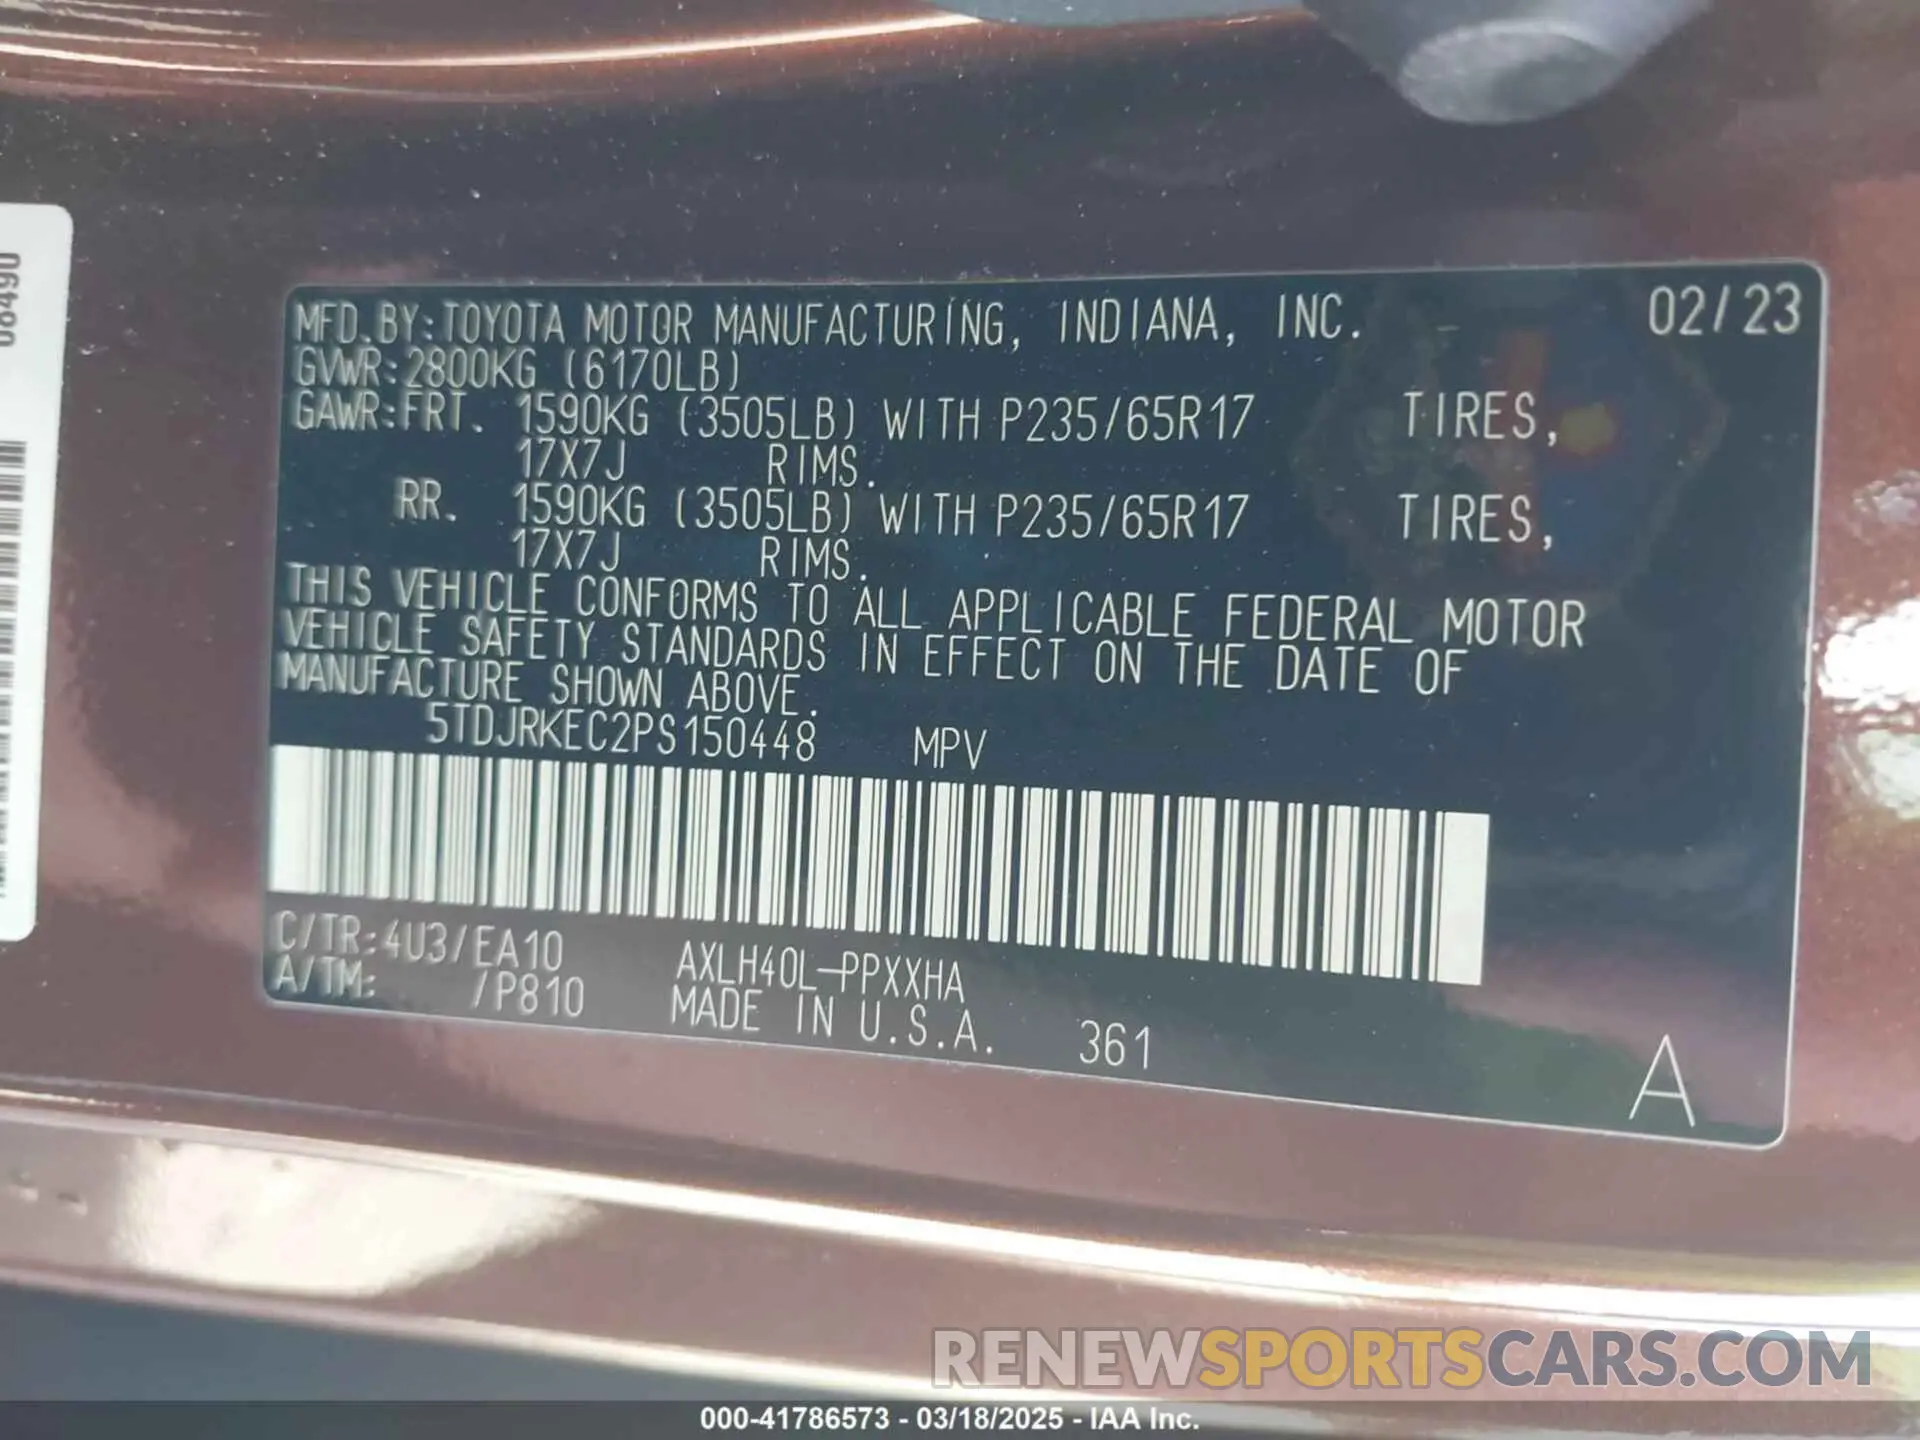 06490
MFD.BY:TOYOTA MOTOR MANUFACTURING, INDIANA, INC. 02/23
GVWR:2800KG (6170LB)
GAWR:FRT. 1590KG (3505LB) WITH P235/65R17 TIRES,
17X7J RIMS.
RR. 1590KG (3505LB) WITH P235/65R17 TIRES,
17X7J RIMS.
THIS VEHICLE CONFORMS TO ALL APPLICABLE FEDERAL MOTOR
VEHICLE SAFETY STANDARDS IN EFFECT ON THE DATE OF
MANUFACTURE SHOWN ABOVE.
5TDJRKEC2PS150448 MPV
C/TR:4U3/EA10 AXLH40L-PPXXHA
A/TM: /P810 MADE IN U.S.A. 361
A
RENEWSPORTSCARS.COM
000-41786573 - 03/18/2025 - IAA Inc.